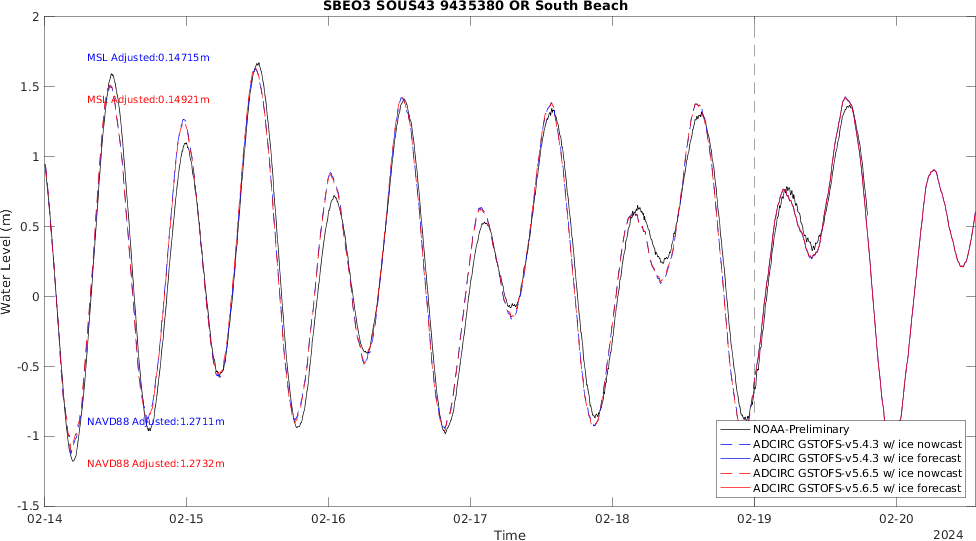 SBEO3 SOUS43 9435380 OR South Beach
2
1.5
1
0.5
0
-0.5
-1
-1.5
Water Level (m)
MSL Adjusted:0.14715m
MSL Adjusted:0.14921m
NAVD88 Adjusted:1.2711m
NAVD88 Adjusted:1.2732m
NOAA-Preliminary
ADCIRC GSTOFS-v5.4.3 w/ ice nowcast
ADCIRC GSTOFS-v5.4.3 w/ ice forecast
ADCIRC GSTOFS-v5.6.5 w/ ice nowcast
ADCIRC GSTOFS-v5.6.5 w/ ice forecast
02-14 02-15 02-16 02-17 02-18 02-19 02-20
Time
2024